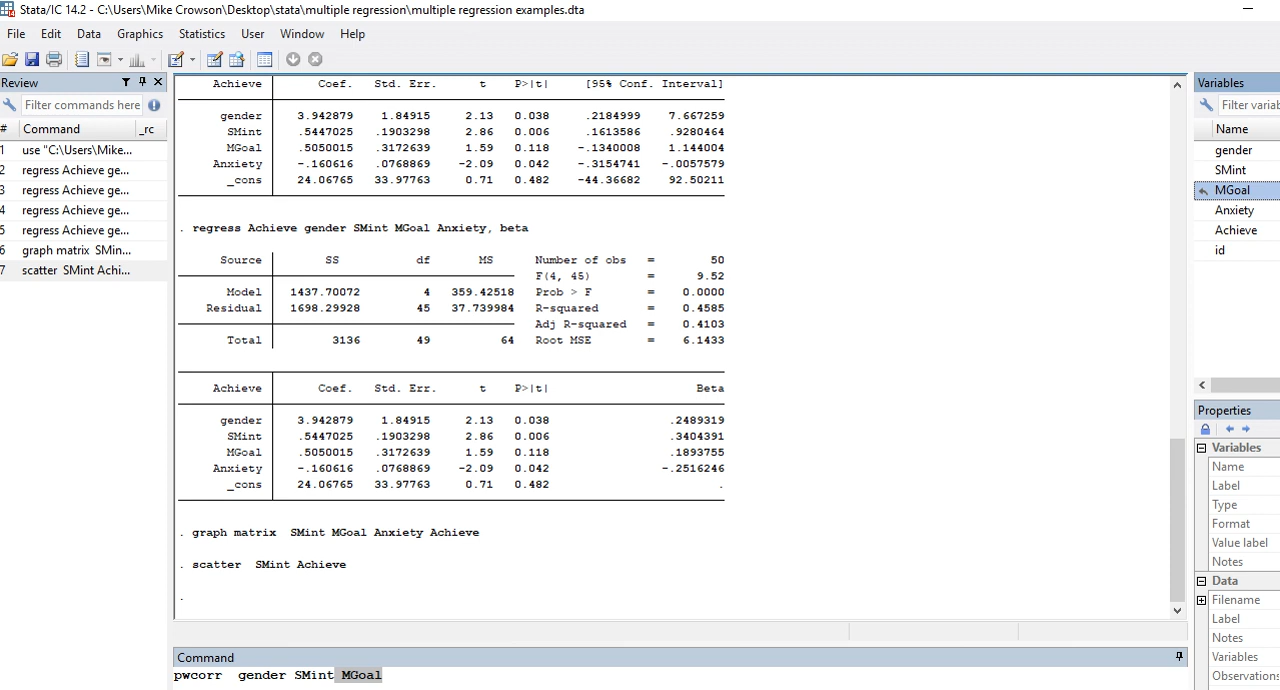 Stata/IC 14.2 - C:\Users\Mike Crowson\Desktop\stata\multiple regression\multiple regression examples.dta
File Edit Data Graphics Statistics User Window Help
Review
Filter commands here
# Command _rc
1 use "C:\Users\Mike...
2 regress Achieve ge...
3 regress Achieve ge...
4 regress Achieve ge...
5 regress Achieve ge...
6 graph matrix SMin...
7 scatter SMint Achi...
Achieve Coef. Std. Err. t P>|t| [95% Conf. Interval]
gender 3.942879 1.84915 2.13 0.038 .2184999 7.667259
SMint .5447025 .1903298 2.86 0.006 .1613586 .9280464
MGoal .5050015 .3172639 1.59 0.118 -.1340008 1.144004
Anxiety -.160616 .0768869 -2.09 0.042 -.3154741 -.0057579
_cons 24.06765 33.97763 0.71 0.482 -44.36682 92.50211
. regress Achieve gender SMint MGoal Anxiety, beta
Source SS df MS Number of obs = 50
F(4, 45) = 9.52
Model 1437.70072 4 359.42518 Prob > F = 0.0000
Residual 1698.29928 45 37.739984 R-squared = 0.4585
Adj R-squared = 0.4103
Total 3136 49 64 Root MSE = 6.1433
Achieve Coef. Std. Err. t P>|t| Beta
gender 3.942879 1.84915 2.13 0.038 .2489319
SMint .5447025 .1903298 2.86 0.006 .3404391
MGoal .5050015 .3172639 1.59 0.118 .1893755
Anxiety -.160616 .0768869 -2.09 0.042 -.2516246
_cons 24.06765 33.97763 0.71 0.482 .
. graph matrix SMint MGoal Anxiety Achieve
. scatter SMint Achieve
.
Command
pwcorr gender SMint MGoal
Variables
Filter variab
Name
gender
SMint
MGoal
Anxiety
Achieve
id
Properties
Variables
Name
Label
Type
Format
Value label
Notes
Data
Filename
Label
Notes
Variables
Observations